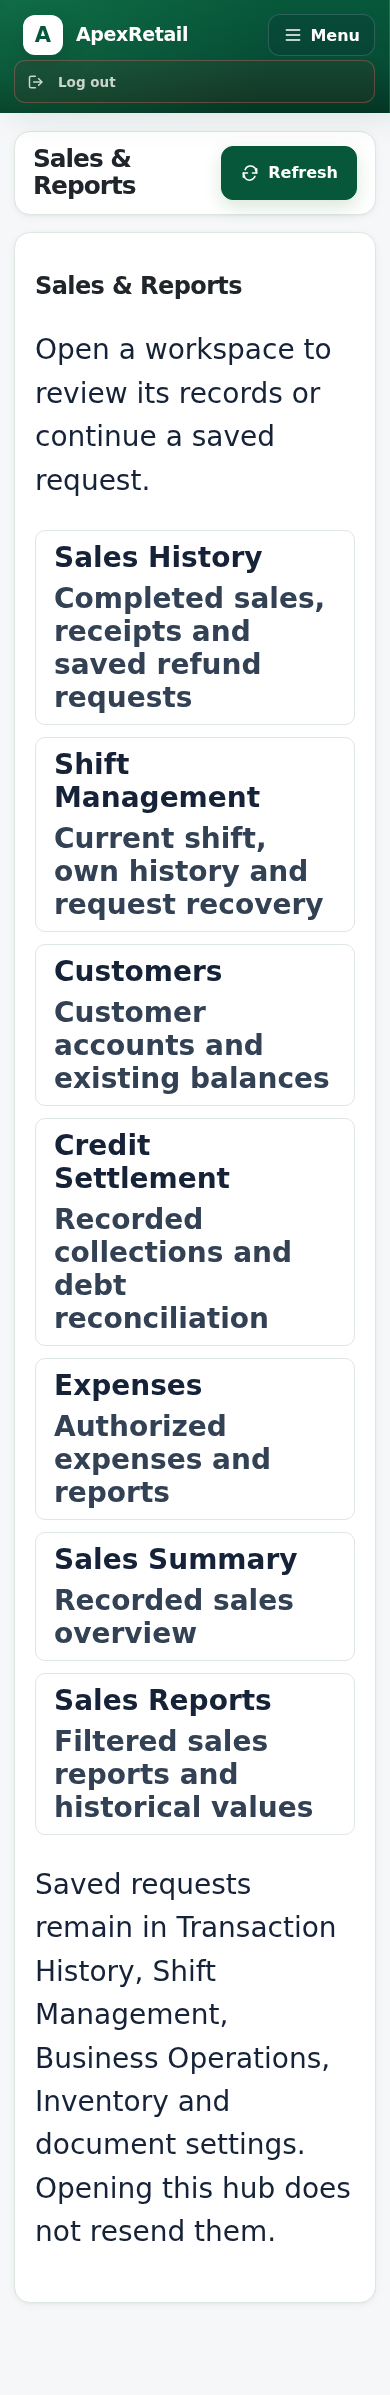 A ApexRetail
Menu
Log out
Sales &
Reports
Refresh
Sales & Reports
Open a workspace to
review its records or
continue a saved
request.
Sales History
Completed sales,
receipts and
saved refund
requests
Shift
Management
Current shift,
own history and
request recovery
Customers
Customer
accounts and
existing balances
Credit
Settlement
Recorded
collections and
debt
reconciliation
Expenses
Authorized
expenses and
reports
Sales Summary
Recorded sales
overview
Sales Reports
Filtered sales
reports and
historical values
Saved requests
remain in Transaction
History, Shift
Management,
Business Operations,
Inventory and
document settings.
Opening this hub does
not resend them.